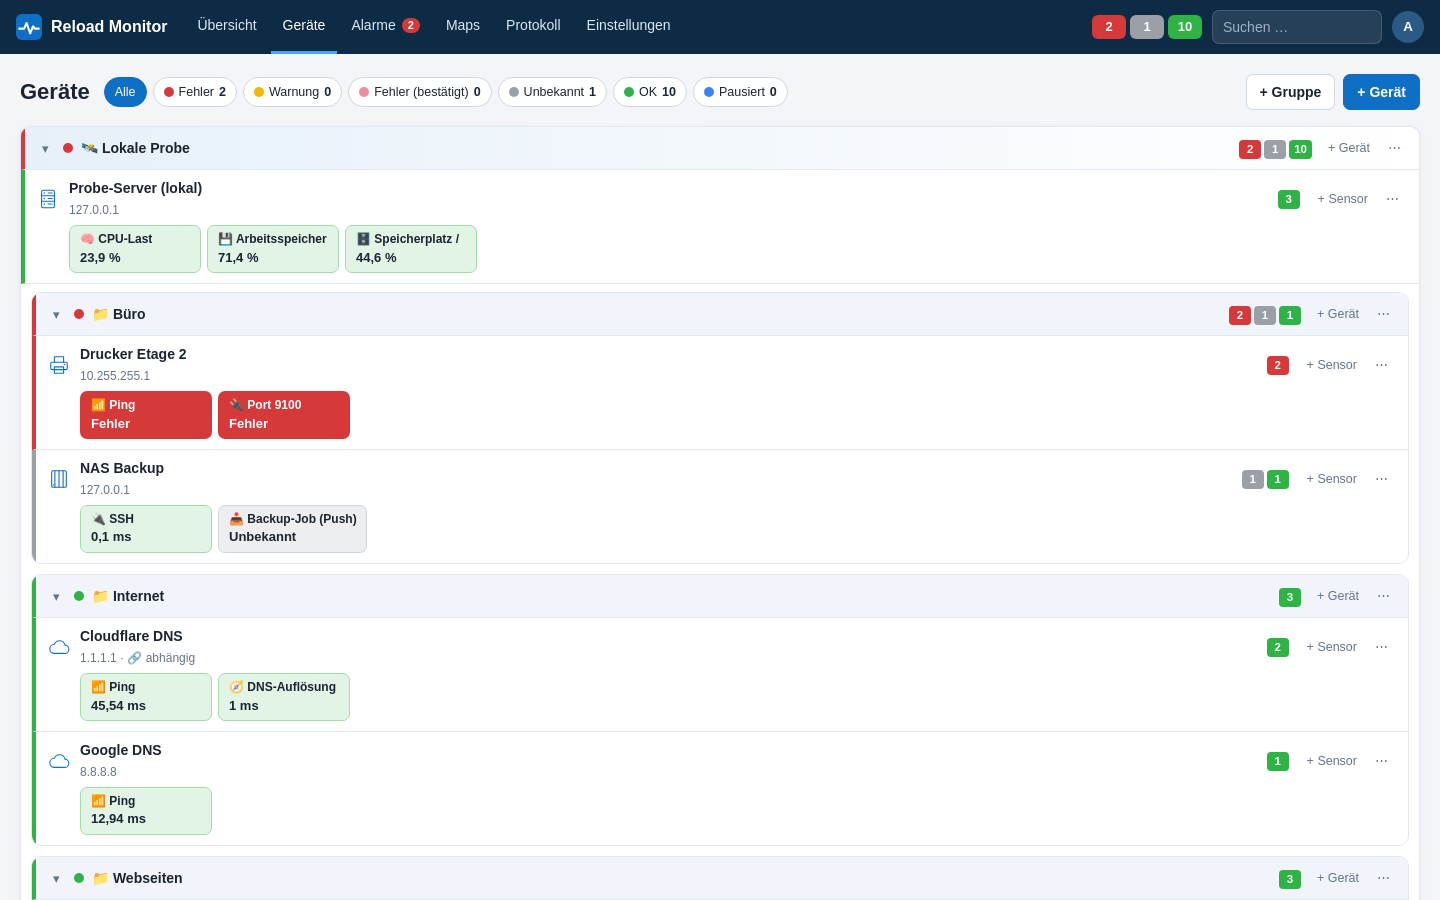 Reload Monitor Übersicht Geräte Alarme 2 Maps Protokoll Einstellungen 2 1 10 Suchen … A
Geräte Alle Fehler 2 Warnung 0 Fehler (bestätigt) 0 Unbekannt 1 OK 10 Pausiert 0 + Gruppe + Gerät
Lokale Probe 2 1 10 + Gerät ⋯
Probe-Server (lokal)
127.0.0.1
3 + Sensor ⋯
CPU-Last Arbeitsspeicher Speicherplatz /
23,9 % 71,4 % 44,6 %
Büro 2 1 1 + Gerät ⋯
Drucker Etage 2
10.255.255.1
2 + Sensor ⋯
Ping Port 9100
Fehler Fehler
NAS Backup
127.0.0.1
1 1 + Sensor ⋯
SSH Backup-Job (Push)
0,1 ms Unbekannt
Internet 3 + Gerät ⋯
Cloudflare DNS
1.1.1.1 · 🔗 abhängig
2 + Sensor ⋯
Ping DNS-Auflösung
45,54 ms 1 ms
Google DNS
8.8.8.8
1 + Sensor ⋯
Ping
12,94 ms
Webseiten 3 + Gerät ⋯